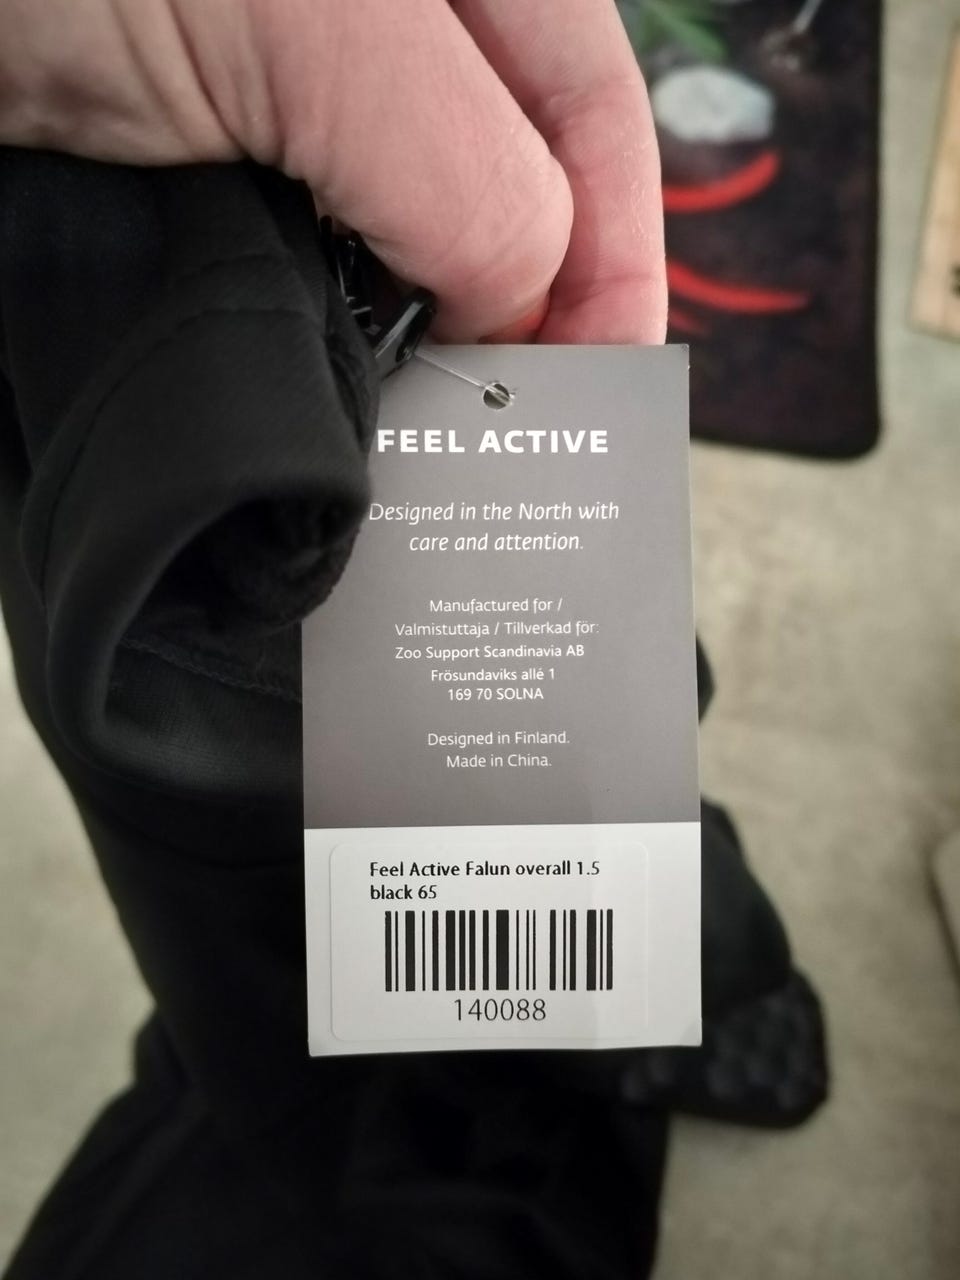 FEEL ACTIVE
Designed in the North with
care and attention.
Manufactured for /
Valmistuttaja / Tillverkad för:
Zoo Support Scandinavia AB
Frösundaviks allé 1
169 70 SOLNA
Designed in Finland.
Made in China.
Feel Active Falun overall 1.5
black 65
140088